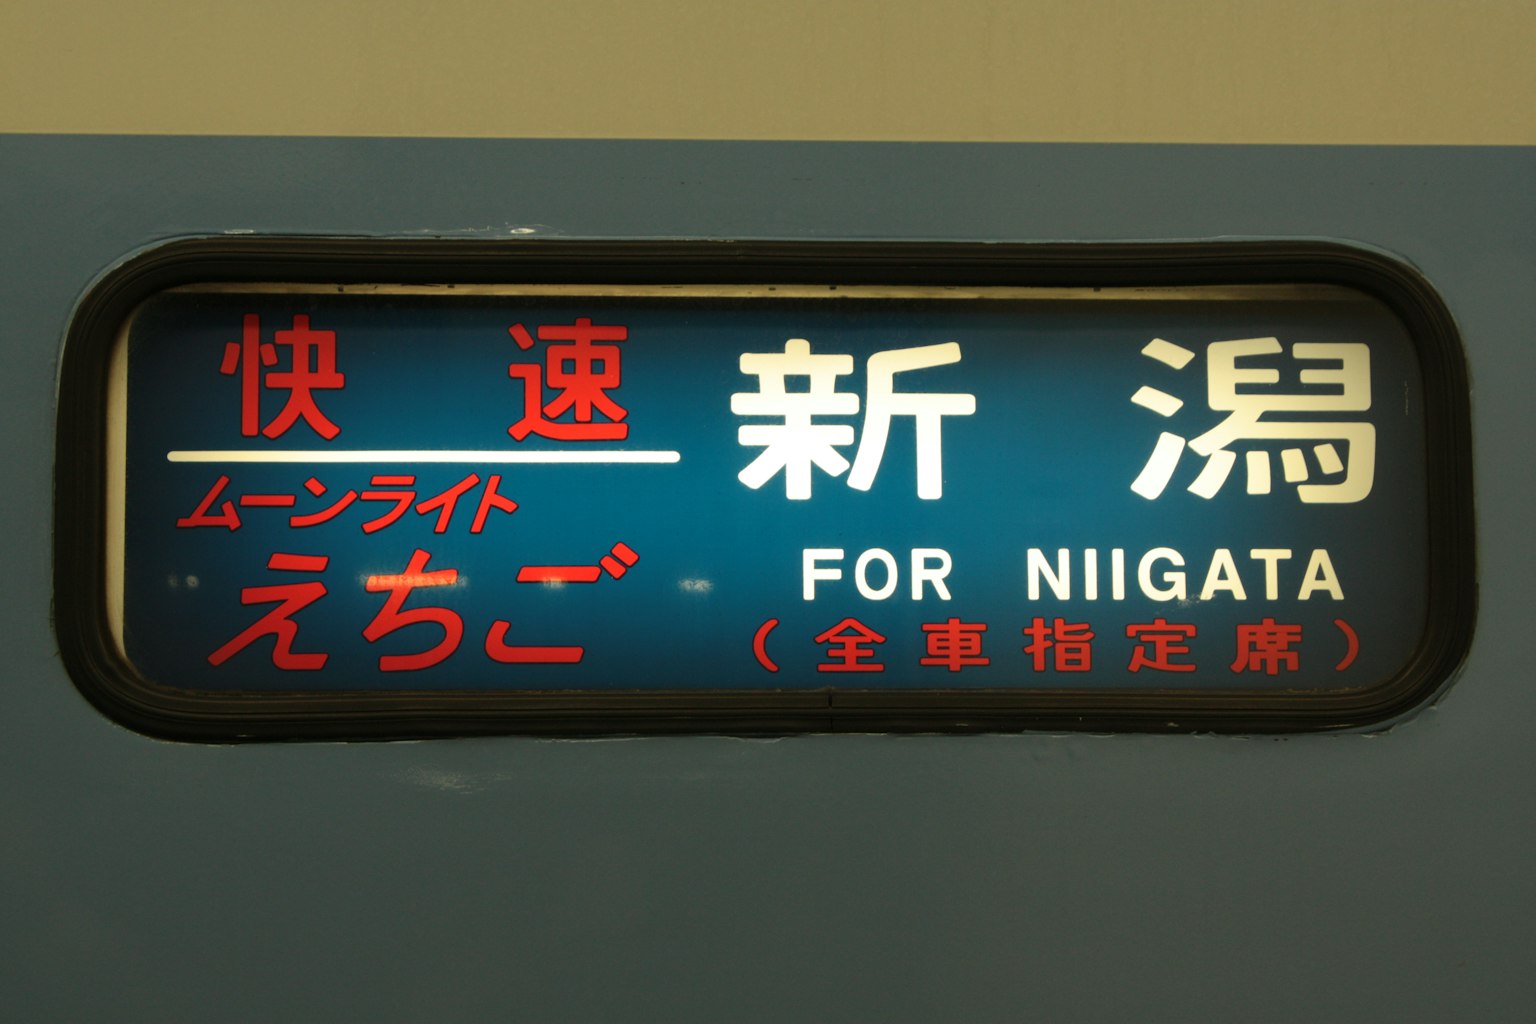 快速
ムーンライト
えちご
新潟
FOR NIIGATA
(全車指定席)